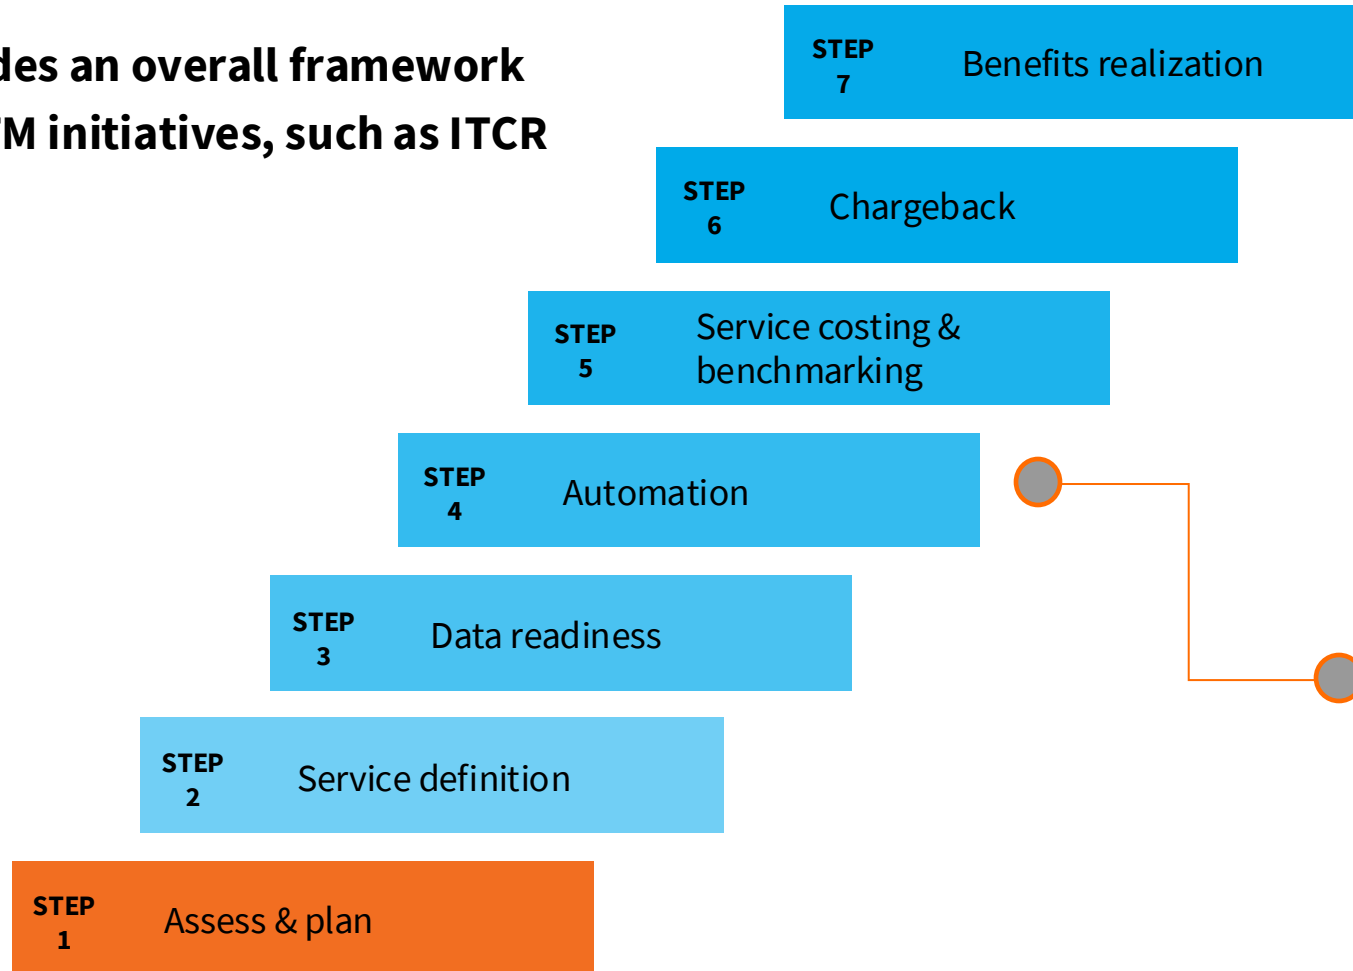 des an overall framework
M initiatives, such as ITCR
STEP
7
Benefits realization
STEP
6
Chargeback
STEP
5
Service costing &
benchmarking
STEP
4
Automation
STEP
3
Data readiness
STEP
2
Service definition
STEP
1
Assess & plan